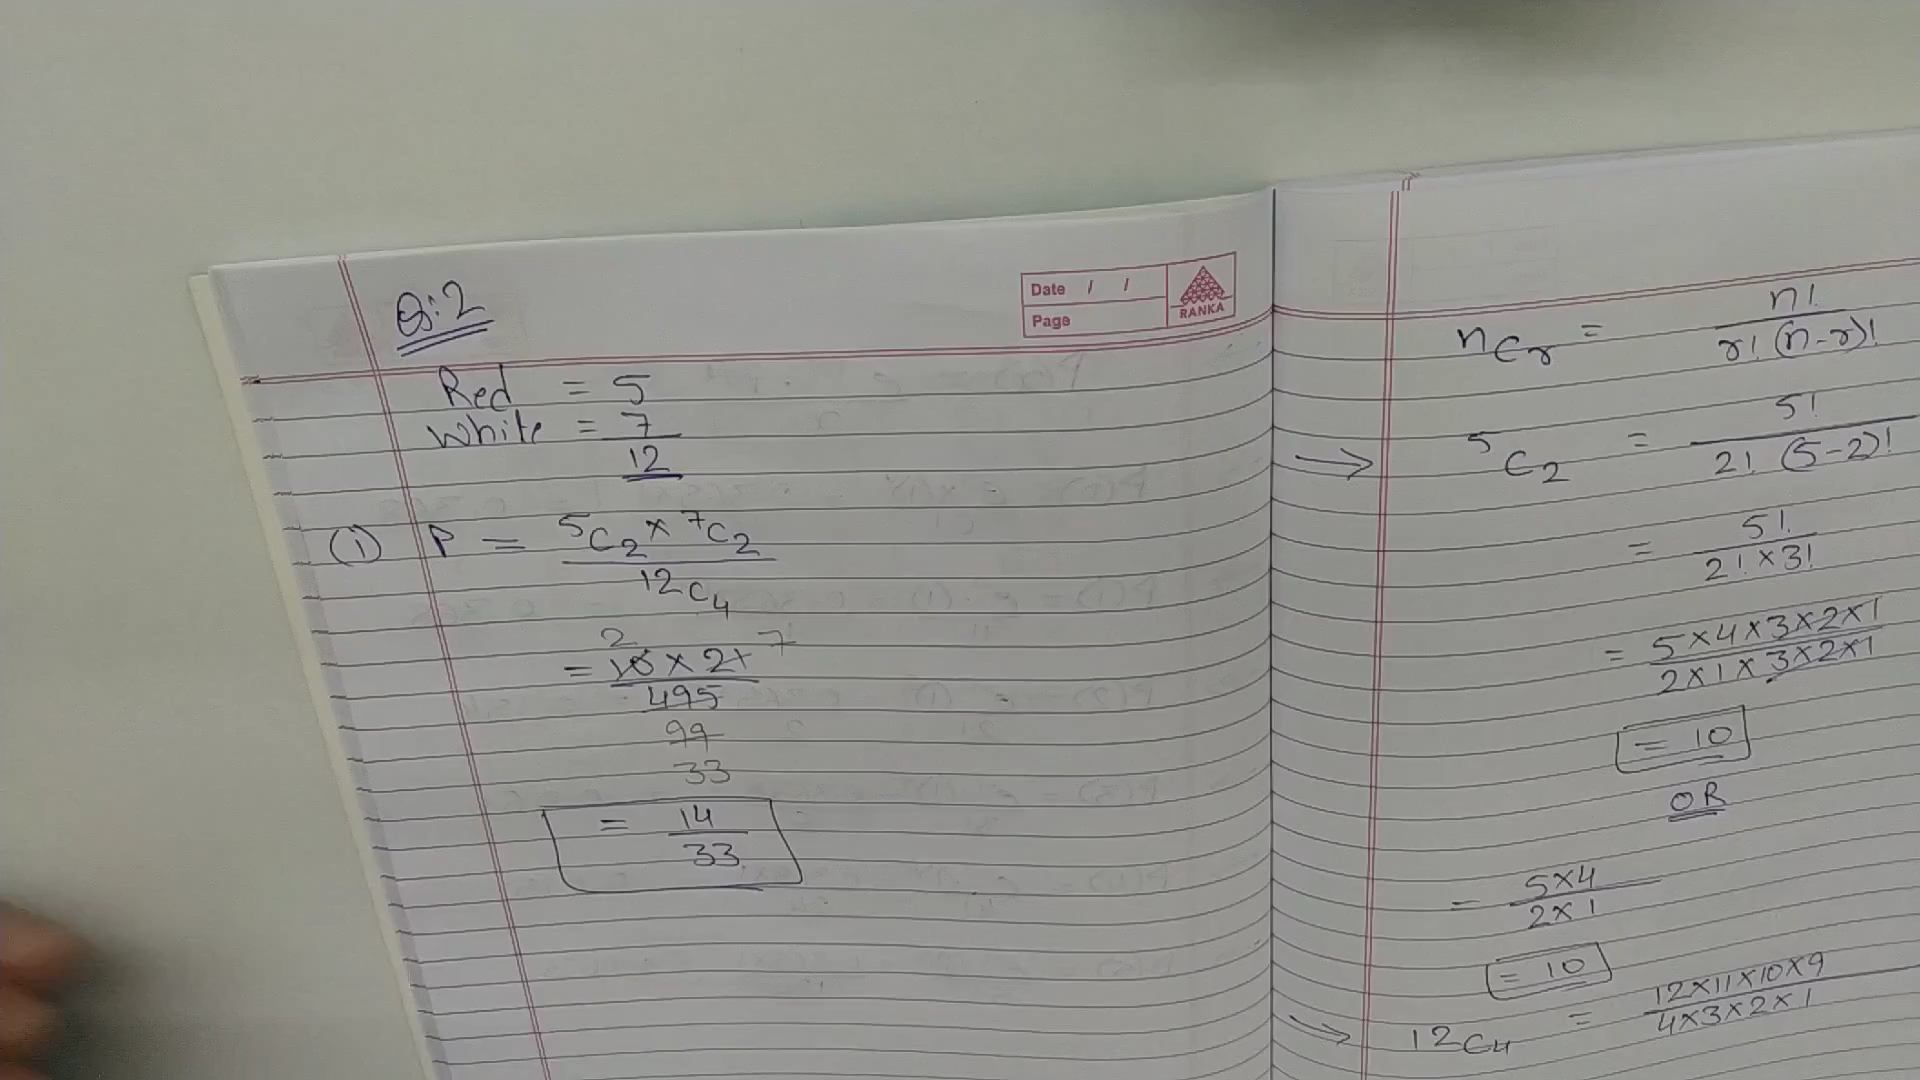 Q:2
Date / /
Page
RANKA
Red = 5
White = 7
12
(i) P = ⁵C₂ × ⁷C₂
¹²C₄
2 7
= 10 × 21
495
99
33
= 14
33
nCr = n!
r! (n-r)!
→ ⁵C₂ = 5!
2! (5-2)!
= 5!
2! × 3!
= 5×4×3×2×1
2×1×3×2×1
= 10
OR
= 5×4
2×1
= 10
→ ¹²C₄ = 12×11×10×9
4×3×2×1